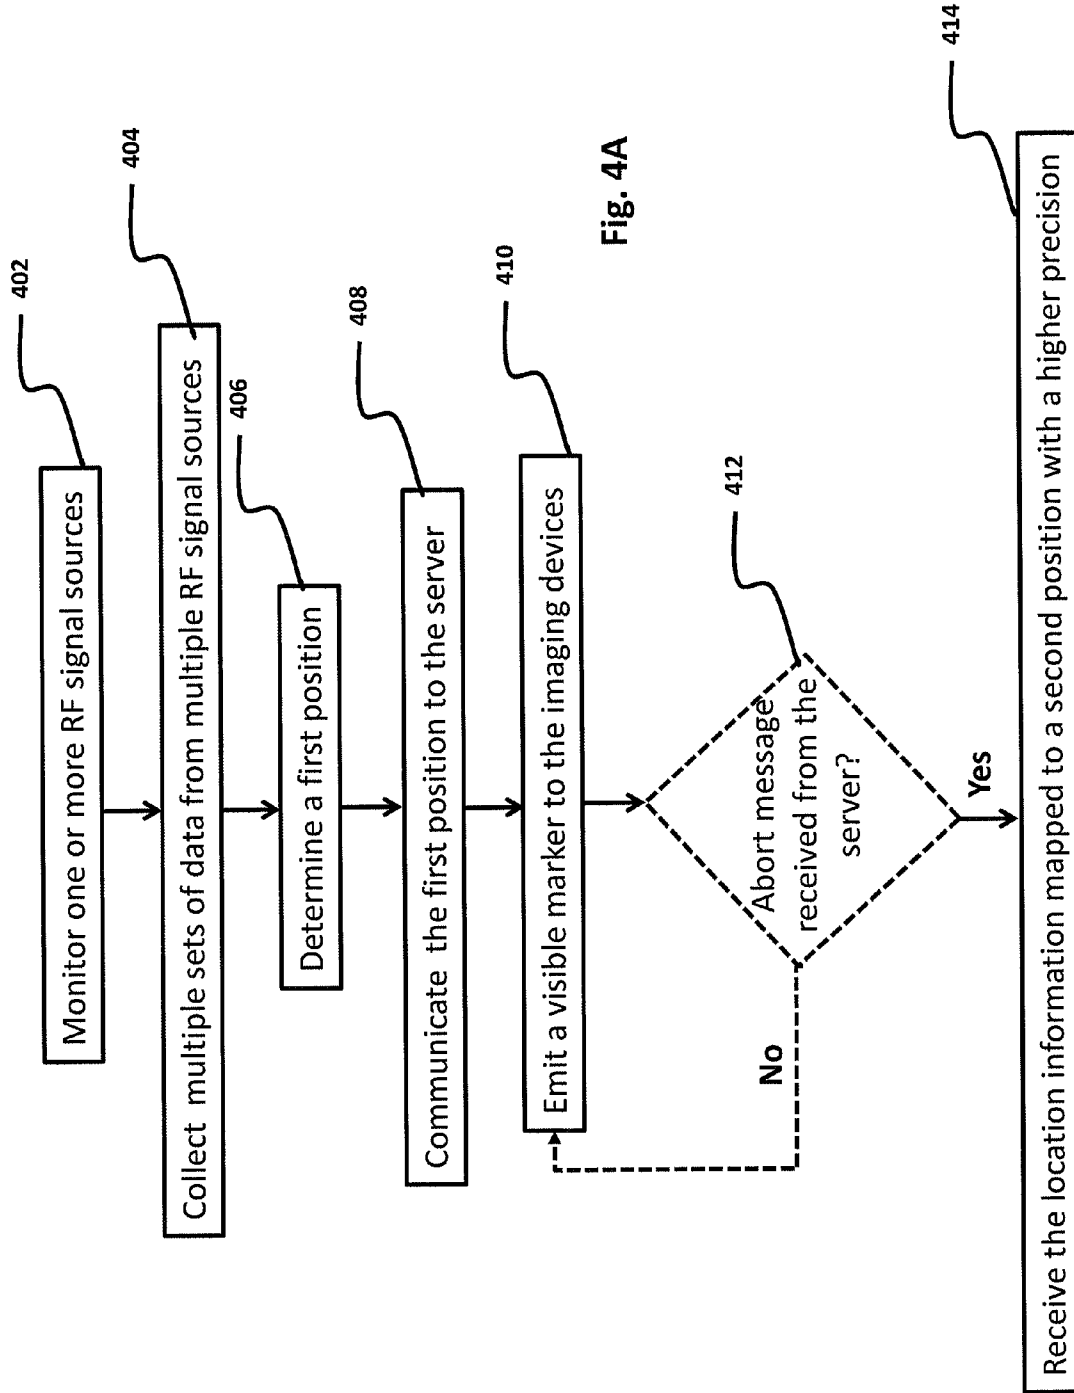 402
Monitor one or more RF signal sources
404
Collect multiple sets of data from multiple RF signal sources
406
Determine a first position
408
Communicate the first position to the server
410
Emit a visible marker to the imaging devices
412
Abort message
received from the
server?
No
Yes
414
Receive the location information mapped to a second position with a higher precision
Fig. 4A